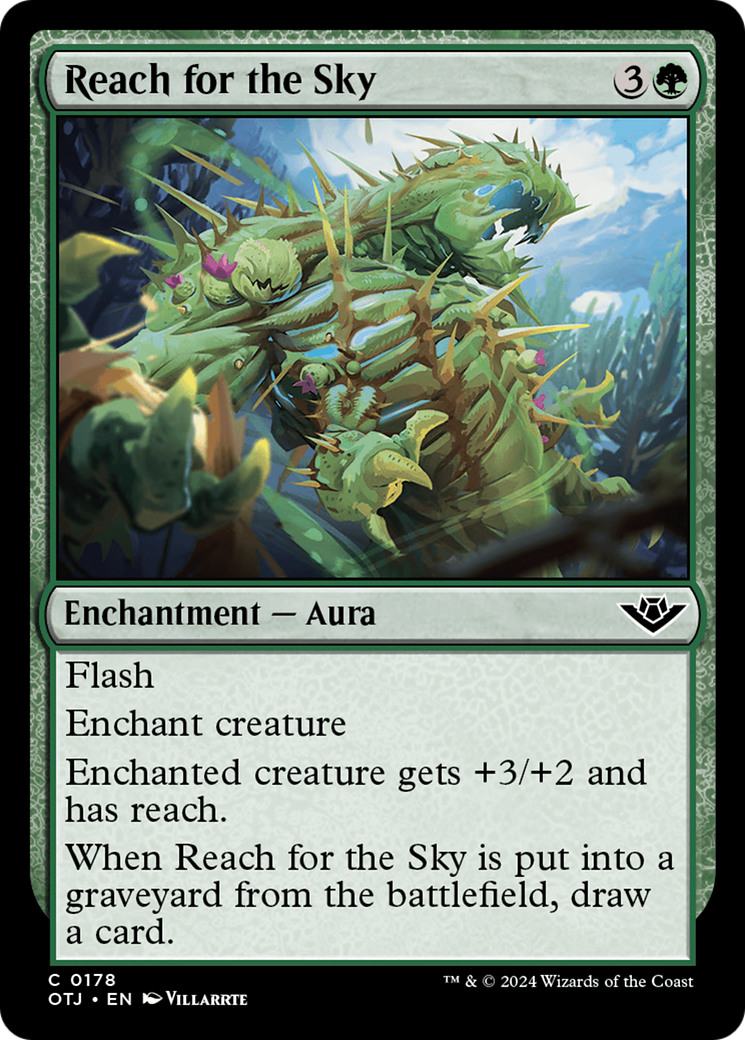 Reach for the Sky 3
Enchantment — Aura
Flash
Enchant creature
Enchanted creature gets +3/+2 and
has reach.
When Reach for the Sky is put into a
graveyard from the battlefield, draw
a card.
C 0178 ™ & © 2024 Wizards of the Coast
OTJ • EN VILLARRTE